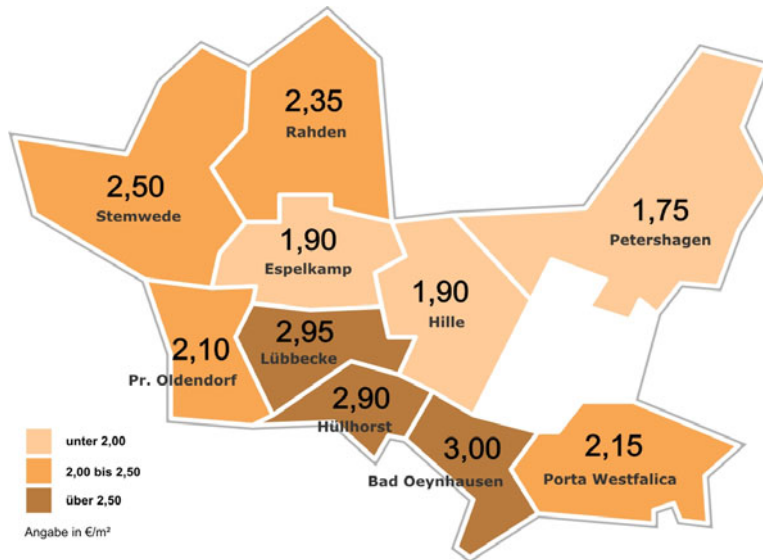 2,35
Rahden
2,50
Stemwede
1,75
Petershagen
1,90
Espelkamp
1,90
Hille
2,95
Lübbecke
2,10
Pr. Oldendorf
2,90
Hüllhorst
3,00
Bad Oeynhausen
2,15
Porta Westfalica
unter 2,00
2,00 bis 2,50
über 2,50
Angabe in €/m²